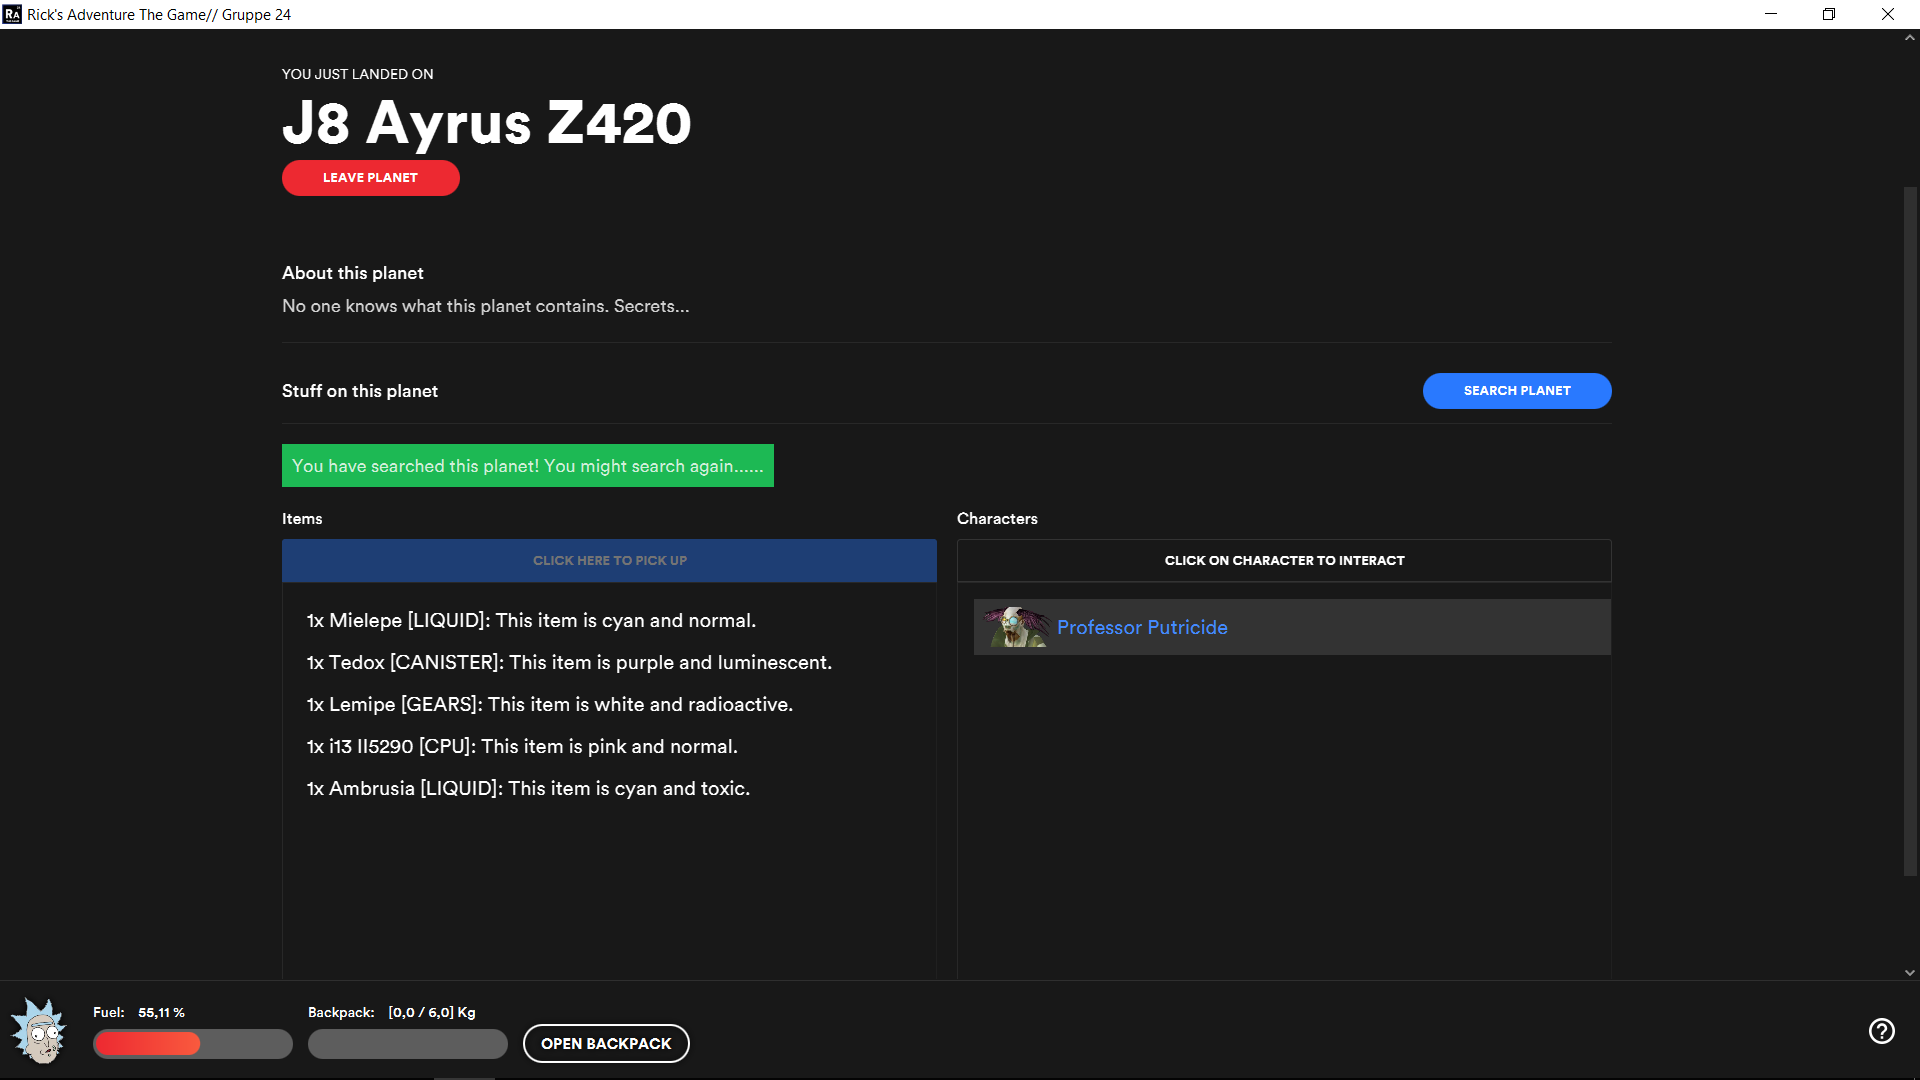 RA
Rick's Adventure The Game// Gruppe 24
YOU JUST LANDED ON
J8 Ayrus Z420
LEAVE PLANET
About this planet
No one knows what this planet contains. Secrets...
Stuff on this planet
SEARCH PLANET
You have searched this planet! You might search again......
Items
Characters
CLICK HERE TO PICK UP
CLICK ON CHARACTER TO INTERACT
1x Mielepe [LIQUID]: This item is cyan and normal.
1x Tedox [CANISTER]: This item is purple and luminescent.
1x Lemipe [GEARS]: This item is white and radioactive.
1x i13 II5290 [CPU]: This item is pink and normal.
1x Ambrusia [LIQUID]: This item is cyan and toxic.
Professor Putricide
Fuel: 55,11 %
Backpack: [0,0 / 6,0] Kg
OPEN BACKPACK
?